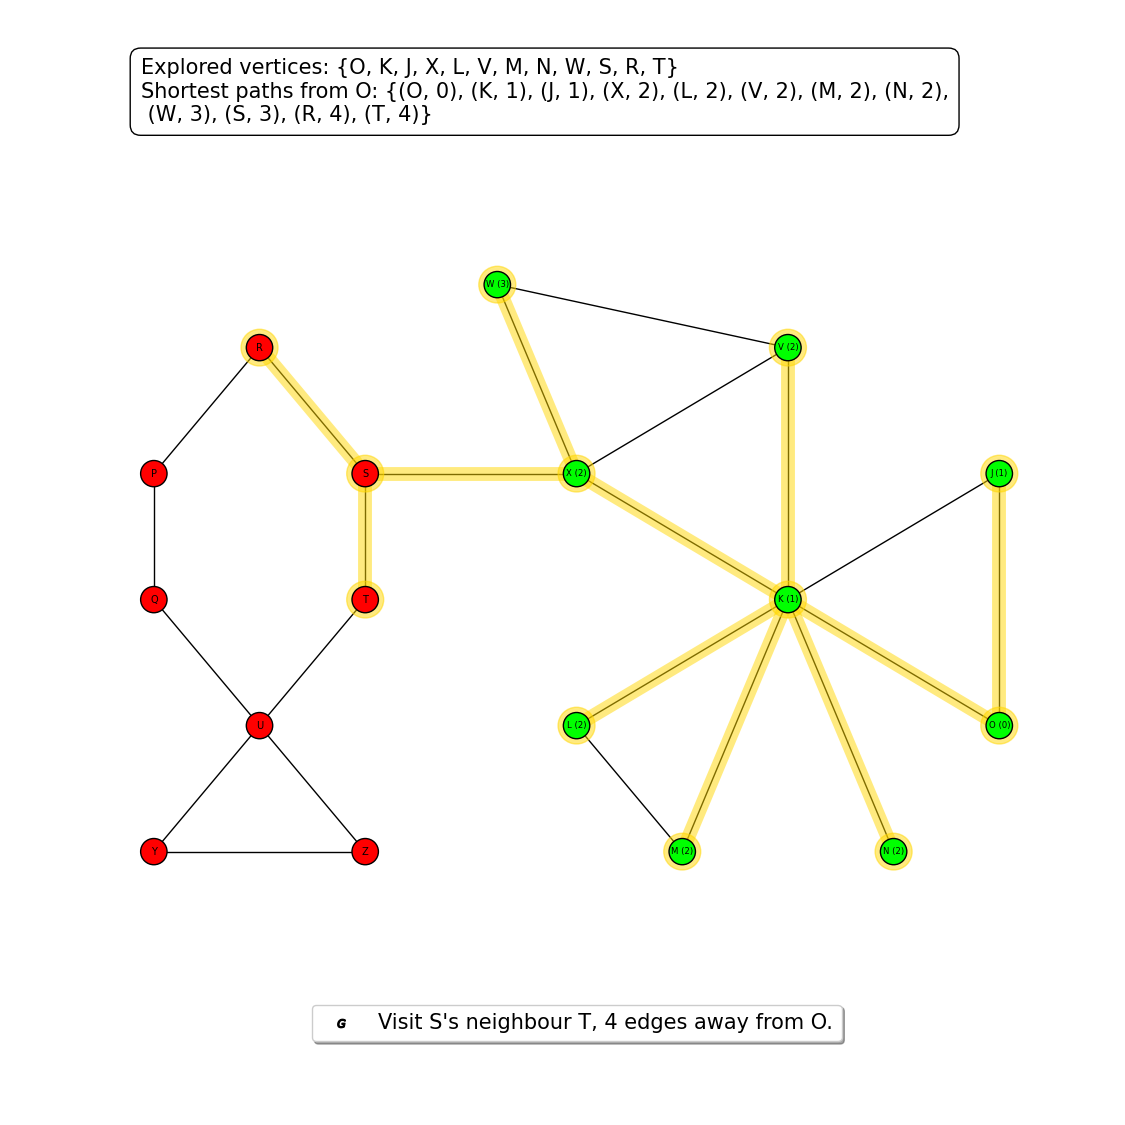 Explored vertices: {O, K, J, X, L, V, M, N, W, S, R, T}
Shortest paths from O: {(O, 0), (K, 1), (J, 1), (X, 2), (L, 2), (V, 2), (M, 2), (N, 2),
(W, 3), (S, 3), (R, 4), (T, 4)}
W (3)
R
V (2)
P
S
X (2)
J (1)
Q
T
K (1)
U
L (2)
O (0)
Y
Z
M (2)
N (2)
G Visit S's neighbour T, 4 edges away from O.